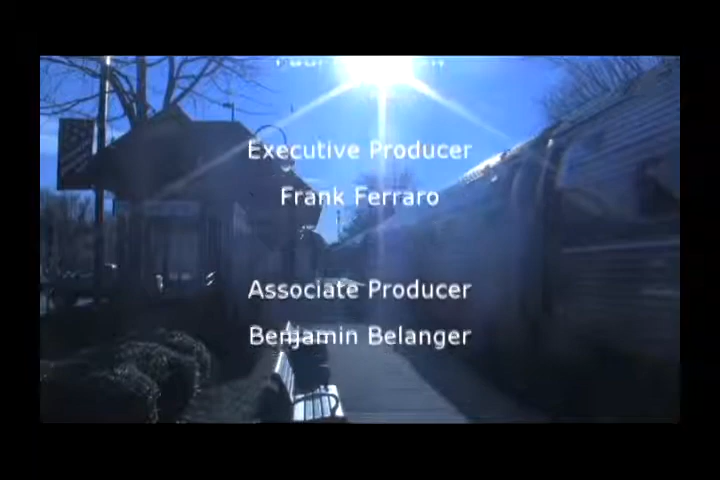 Executive Producer
Frank Ferraro
Associate Producer
Benjamin Belanger